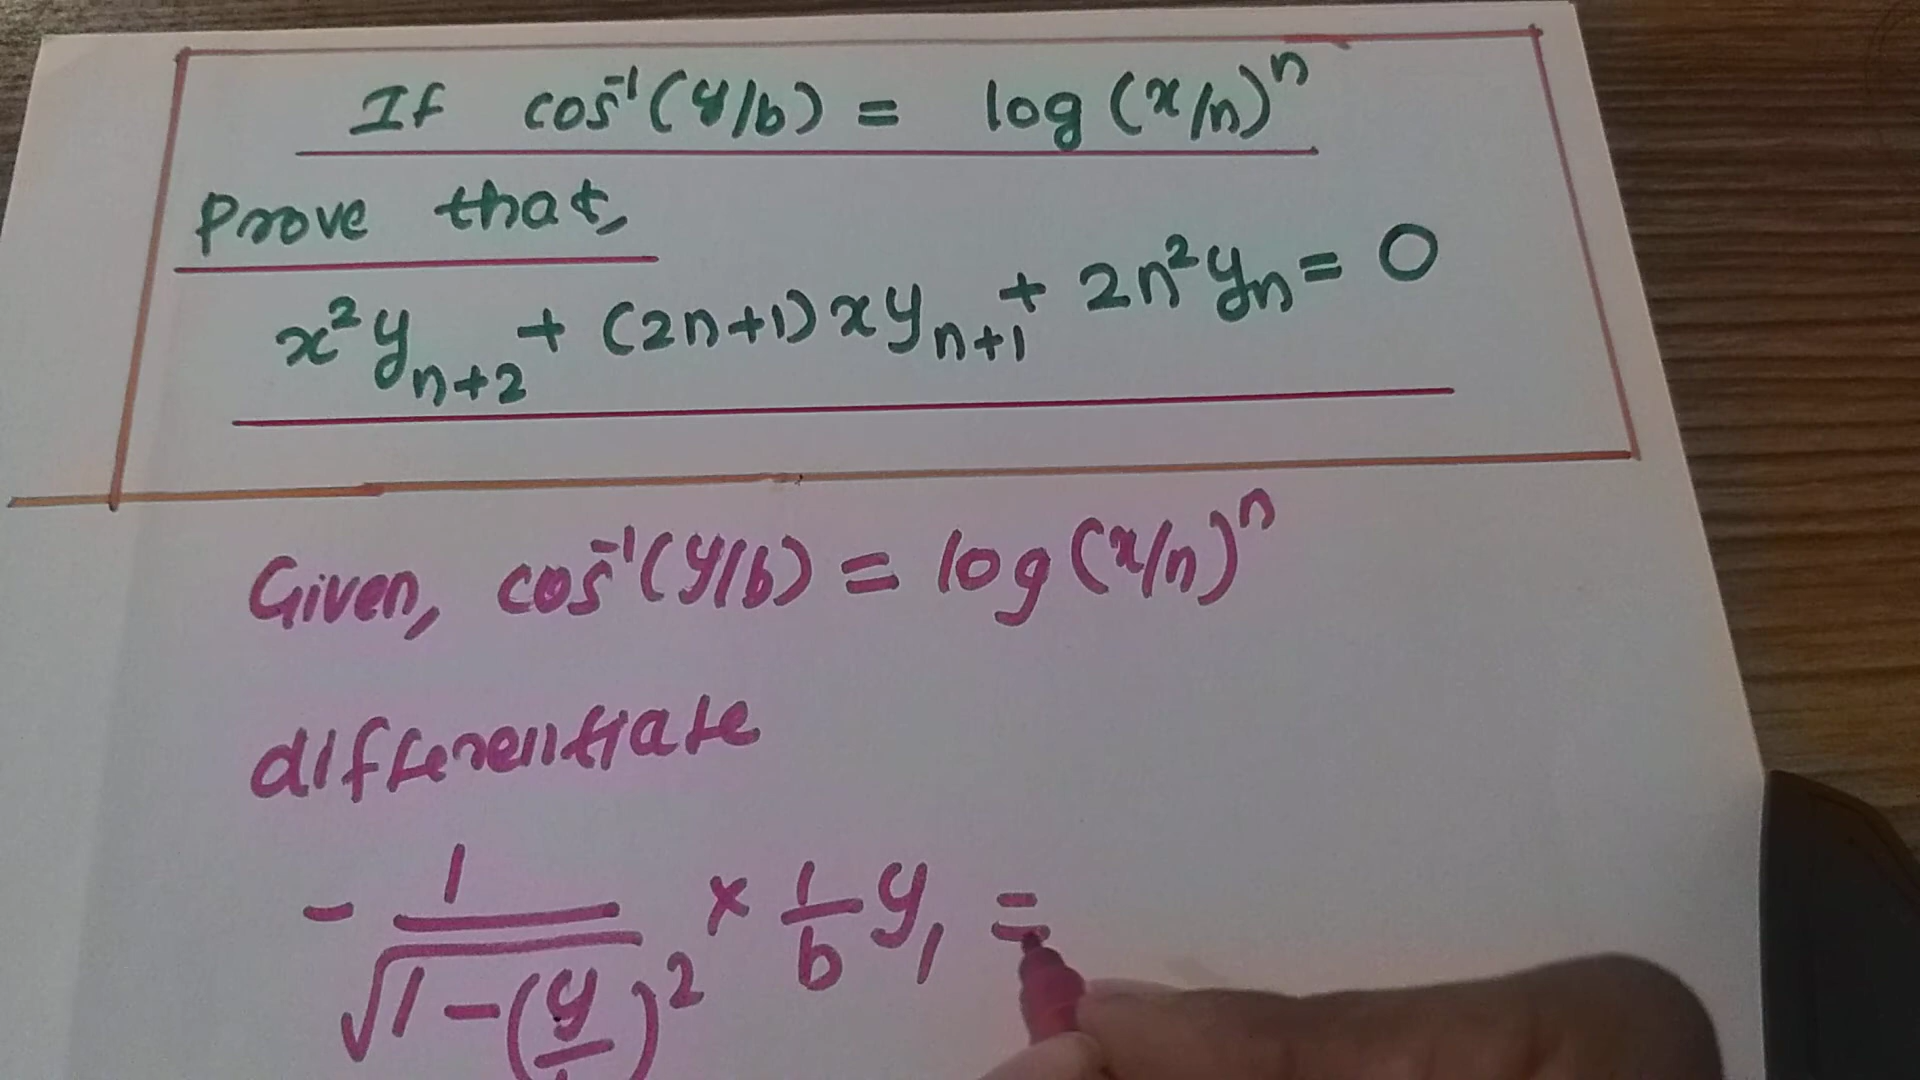 If cos⁻¹(y/b) = log(x/n)ⁿ
Prove that,
x²yₙ₊₂ + (2n+1)xyₙ₊₁ + 2n²yₙ = 0
Given, cos⁻¹(y/b) = log(x/n)ⁿ
differentiate
- 1/√(1-(y/b)²) × 1/b y₁ =